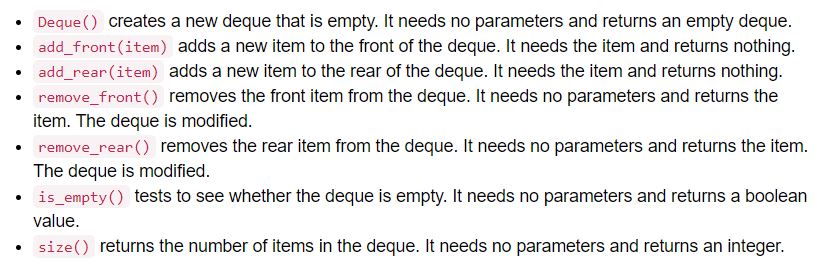 • Deque() creates a new deque that is empty. It needs no parameters and returns an empty deque.
• add_front(item) adds a new item to the front of the deque. It needs the item and returns nothing.
• add_rear(item) adds a new item to the rear of the deque. It needs the item and returns nothing.
• remove_front() removes the front item from the deque. It needs no parameters and returns the
item. The deque is modified.
• remove_rear() removes the rear item from the deque. It needs no parameters and returns the item.
The deque is modified.
• is_empty() tests to see whether the deque is empty. It needs no parameters and returns a boolean
value.
• size() returns the number of items in the deque. It needs no parameters and returns an integer.